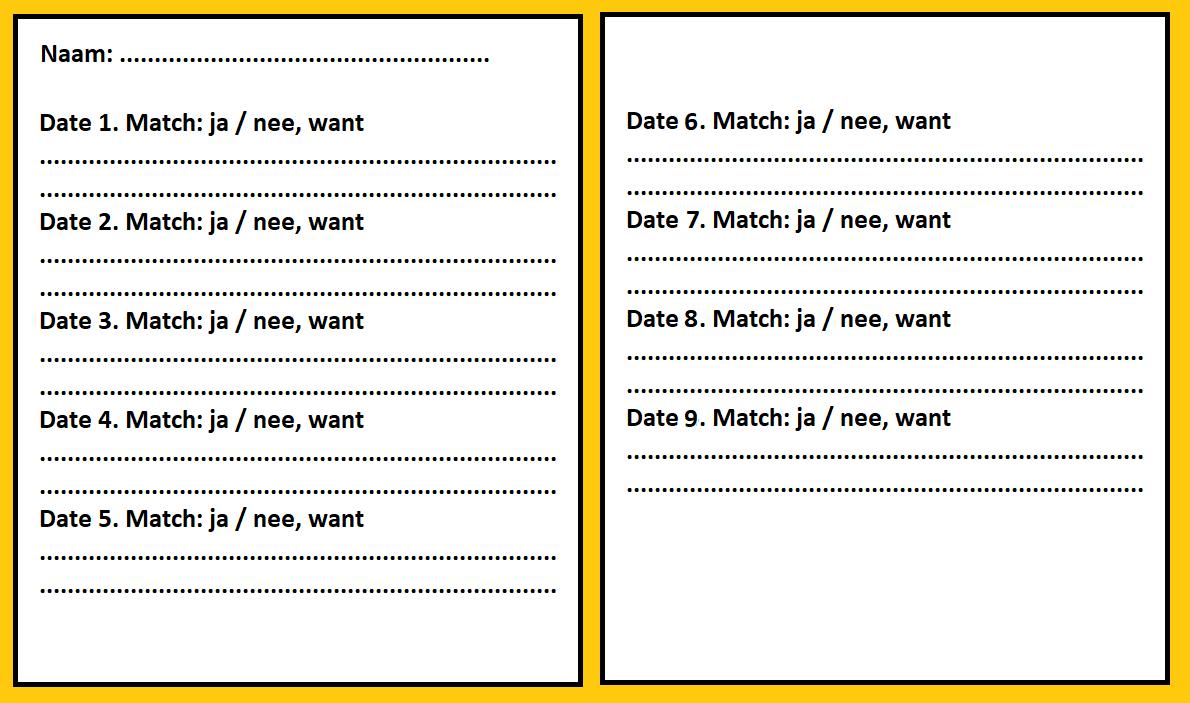 Naam: .....................................................
Date 1. Match: ja / nee, want
..........................................................................
..........................................................................
Date 2. Match: ja / nee, want
..........................................................................
..........................................................................
Date 3. Match: ja / nee, want
..........................................................................
..........................................................................
Date 4. Match: ja / nee, want
..........................................................................
..........................................................................
Date 5. Match: ja / nee, want
..........................................................................
..........................................................................
Date 6. Match: ja / nee, want
..........................................................................
..........................................................................
Date 7. Match: ja / nee, want
..........................................................................
..........................................................................
Date 8. Match: ja / nee, want
..........................................................................
..........................................................................
Date 9. Match: ja / nee, want
..........................................................................
..........................................................................